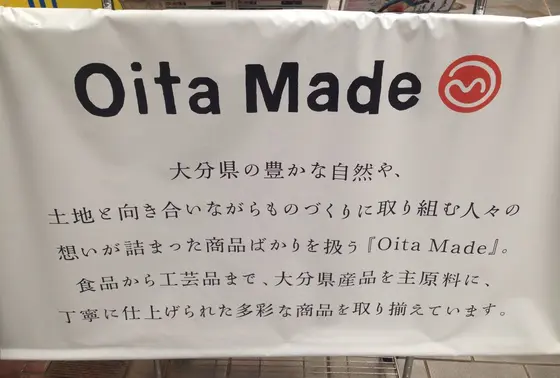 Oita Made
大分県の豊かな自然や、
土地と向き合いながらものづくりに取り組む人々の
想いが詰まった商品ばかりを扱う『Oita Made』。
食品から工芸品まで、大分県産品を主原料に、
丁寧に仕上げられた多彩な商品を取り揃えています。